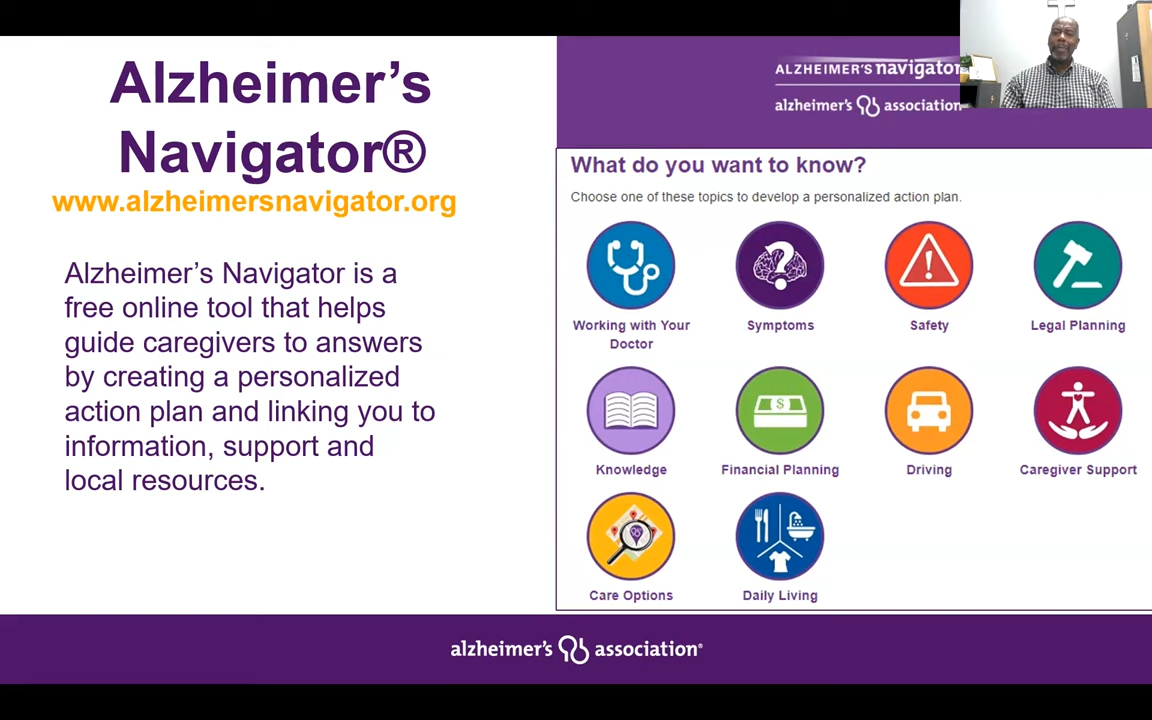 Alzheimer's
Navigator®
www.alzheimersnavigator.org
Alzheimer's Navigator is a
free online tool that helps
guide caregivers to answers
by creating a personalized
action plan and linking you to
information, support and
local resources.
ALZHEIMER'S navigator
alzheimer's association
What do you want to know?
Choose one of these topics to develop a personalized action plan.
Working with Your
Doctor
Symptoms
Safety
Legal Planning
Knowledge
Financial Planning
Driving
Caregiver Support
Care Options
Daily Living
alzheimer's association®